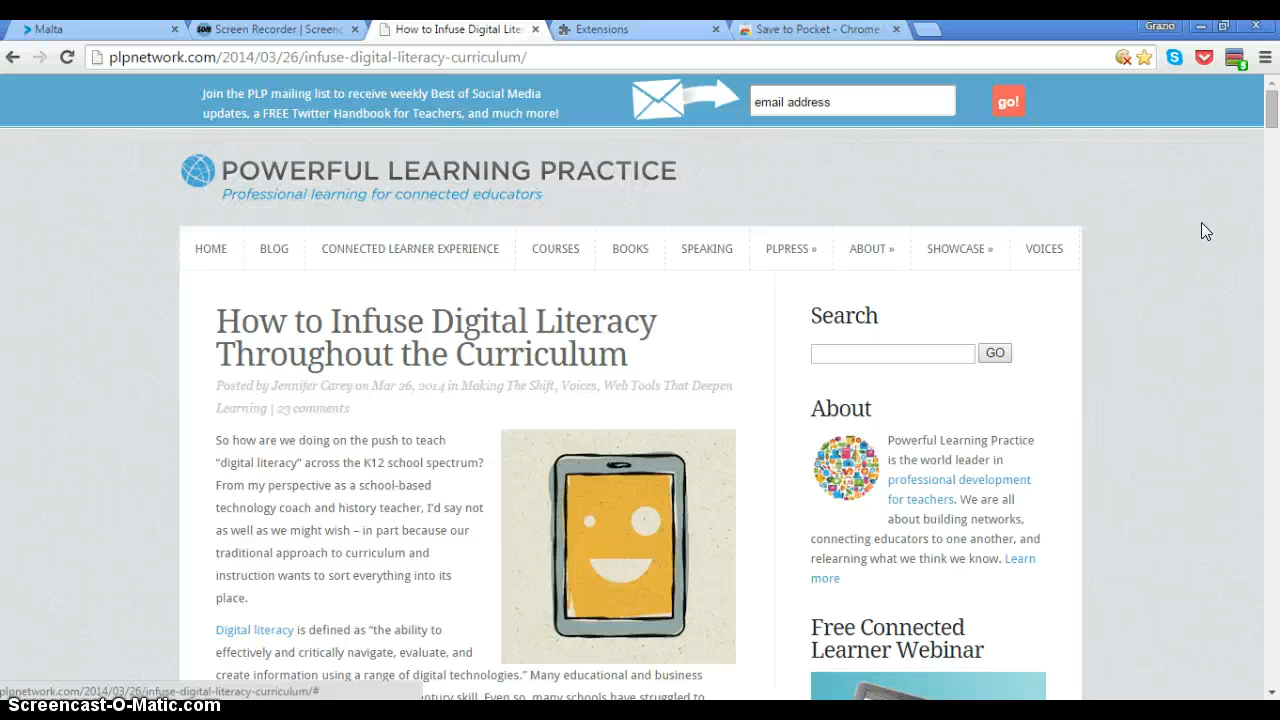 Malta
Screen Recorder | Screenc
How to Infuse Digital Lite
Extensions
Save to Pocket - Chrome
Grazio
plpnetwork.com/2014/03/26/infuse-digital-literacy-curriculum/
Join the PLP mailing list to receive weekly Best of Social Media
updates, a FREE Twitter Handbook for Teachers, and much more!
email address
go!
POWERFUL LEARNING PRACTICE
Professional learning for connected educators
HOME
BLOG
CONNECTED LEARNER EXPERIENCE
COURSES
BOOKS
SPEAKING
PLPRESS »
ABOUT »
SHOWCASE »
VOICES
How to Infuse Digital Literacy
Throughout the Curriculum
Posted by Jennifer Carey on Mar 26, 2014 in Making The Shift, Voices, Web Tools That Deepen
Learning | 23 comments
So how are we doing on the push to teach
“digital literacy” across the K12 school spectrum?
From my perspective as a school-based
technology coach and history teacher, I’d say not
as well as we might wish – in part because our
traditional approach to curriculum and
instruction wants to sort everything into its
place.
Digital literacy is defined as “the ability to
effectively and critically navigate, evaluate, and
create information using a range of digital technologies.” Many educational and business
tury skill. Even so, many schools have struggled to
Search
GO
About
Powerful Learning Practice
is the world leader in
professional development
for teachers. We are all
about building networks,
connecting educators to one another, and
relearning what we think we know. Learn
more
Free Connected
Learner Webinar
plpnetwork.com/2014/03/26/infuse-digital-literacy-curriculum/#
Screencast-O-Matic.com